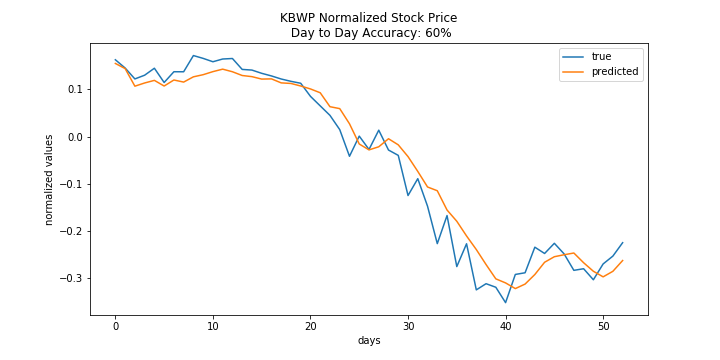 KBWP Normalized Stock Price
Day to Day Accuracy: 60%
true
predicted
normalized values
0.1
0.0
−0.1
−0.2
−0.3
0
10
20
30
40
50
days